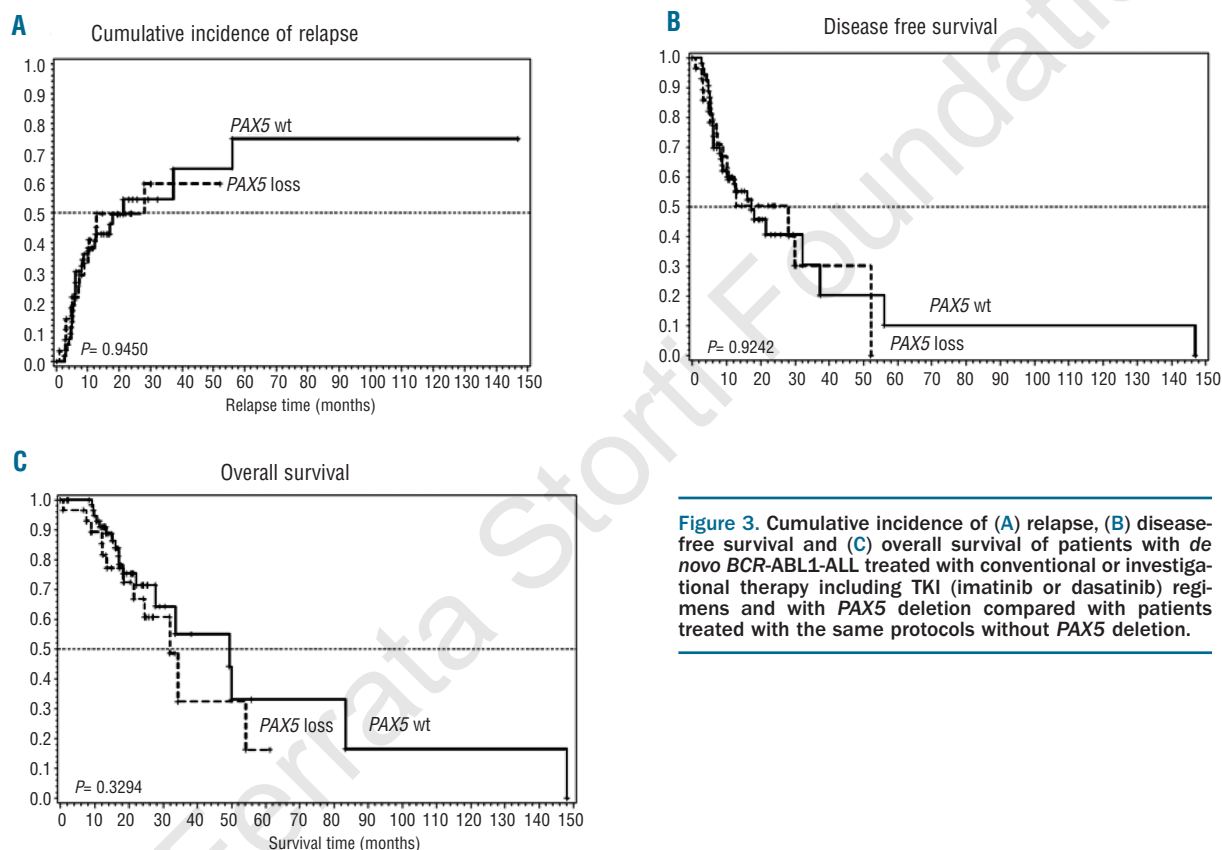 A
Cumulative incidence of relapse
1.0
0.9
0.8
0.7
0.6
0.5
0.4
0.3
0.2
0.1
0.0
PAX5 wt
PAX5 loss
P= 0.9450
0 10 20 30 40 50 60 70 80 90 100 110 120 130 140 150
Relapse time (months)
B
Disease free survival
1.0
0.9
0.8
0.7
0.6
0.5
0.4
0.3
0.2
0.1
0.0
PAX5 wt
PAX5 loss
P= 0.9242
0 10 20 30 40 50 60 70 80 90 100 110 120 130 140 150
C
Overall survival
1.0
0.9
0.8
0.7
0.6
0.5
0.4
0.3
0.2
0.1
0.0
PAX5 loss PAX5 wt
P= 0.3294
0 10 20 30 40 50 60 70 80 90 100 110 120 130 140 150
Survival time (months)
Figure 3. Cumulative incidence of (A) relapse, (B) disease-
free survival and (C) overall survival of patients with de
novo BCR-ABL1-ALL treated with conventional or investiga-
tional therapy including TKI (imatinib or dasatinib) regi-
mens and with PAX5 deletion compared with patients
treated with the same protocols without PAX5 deletion.
Ferrata Storti Foundation